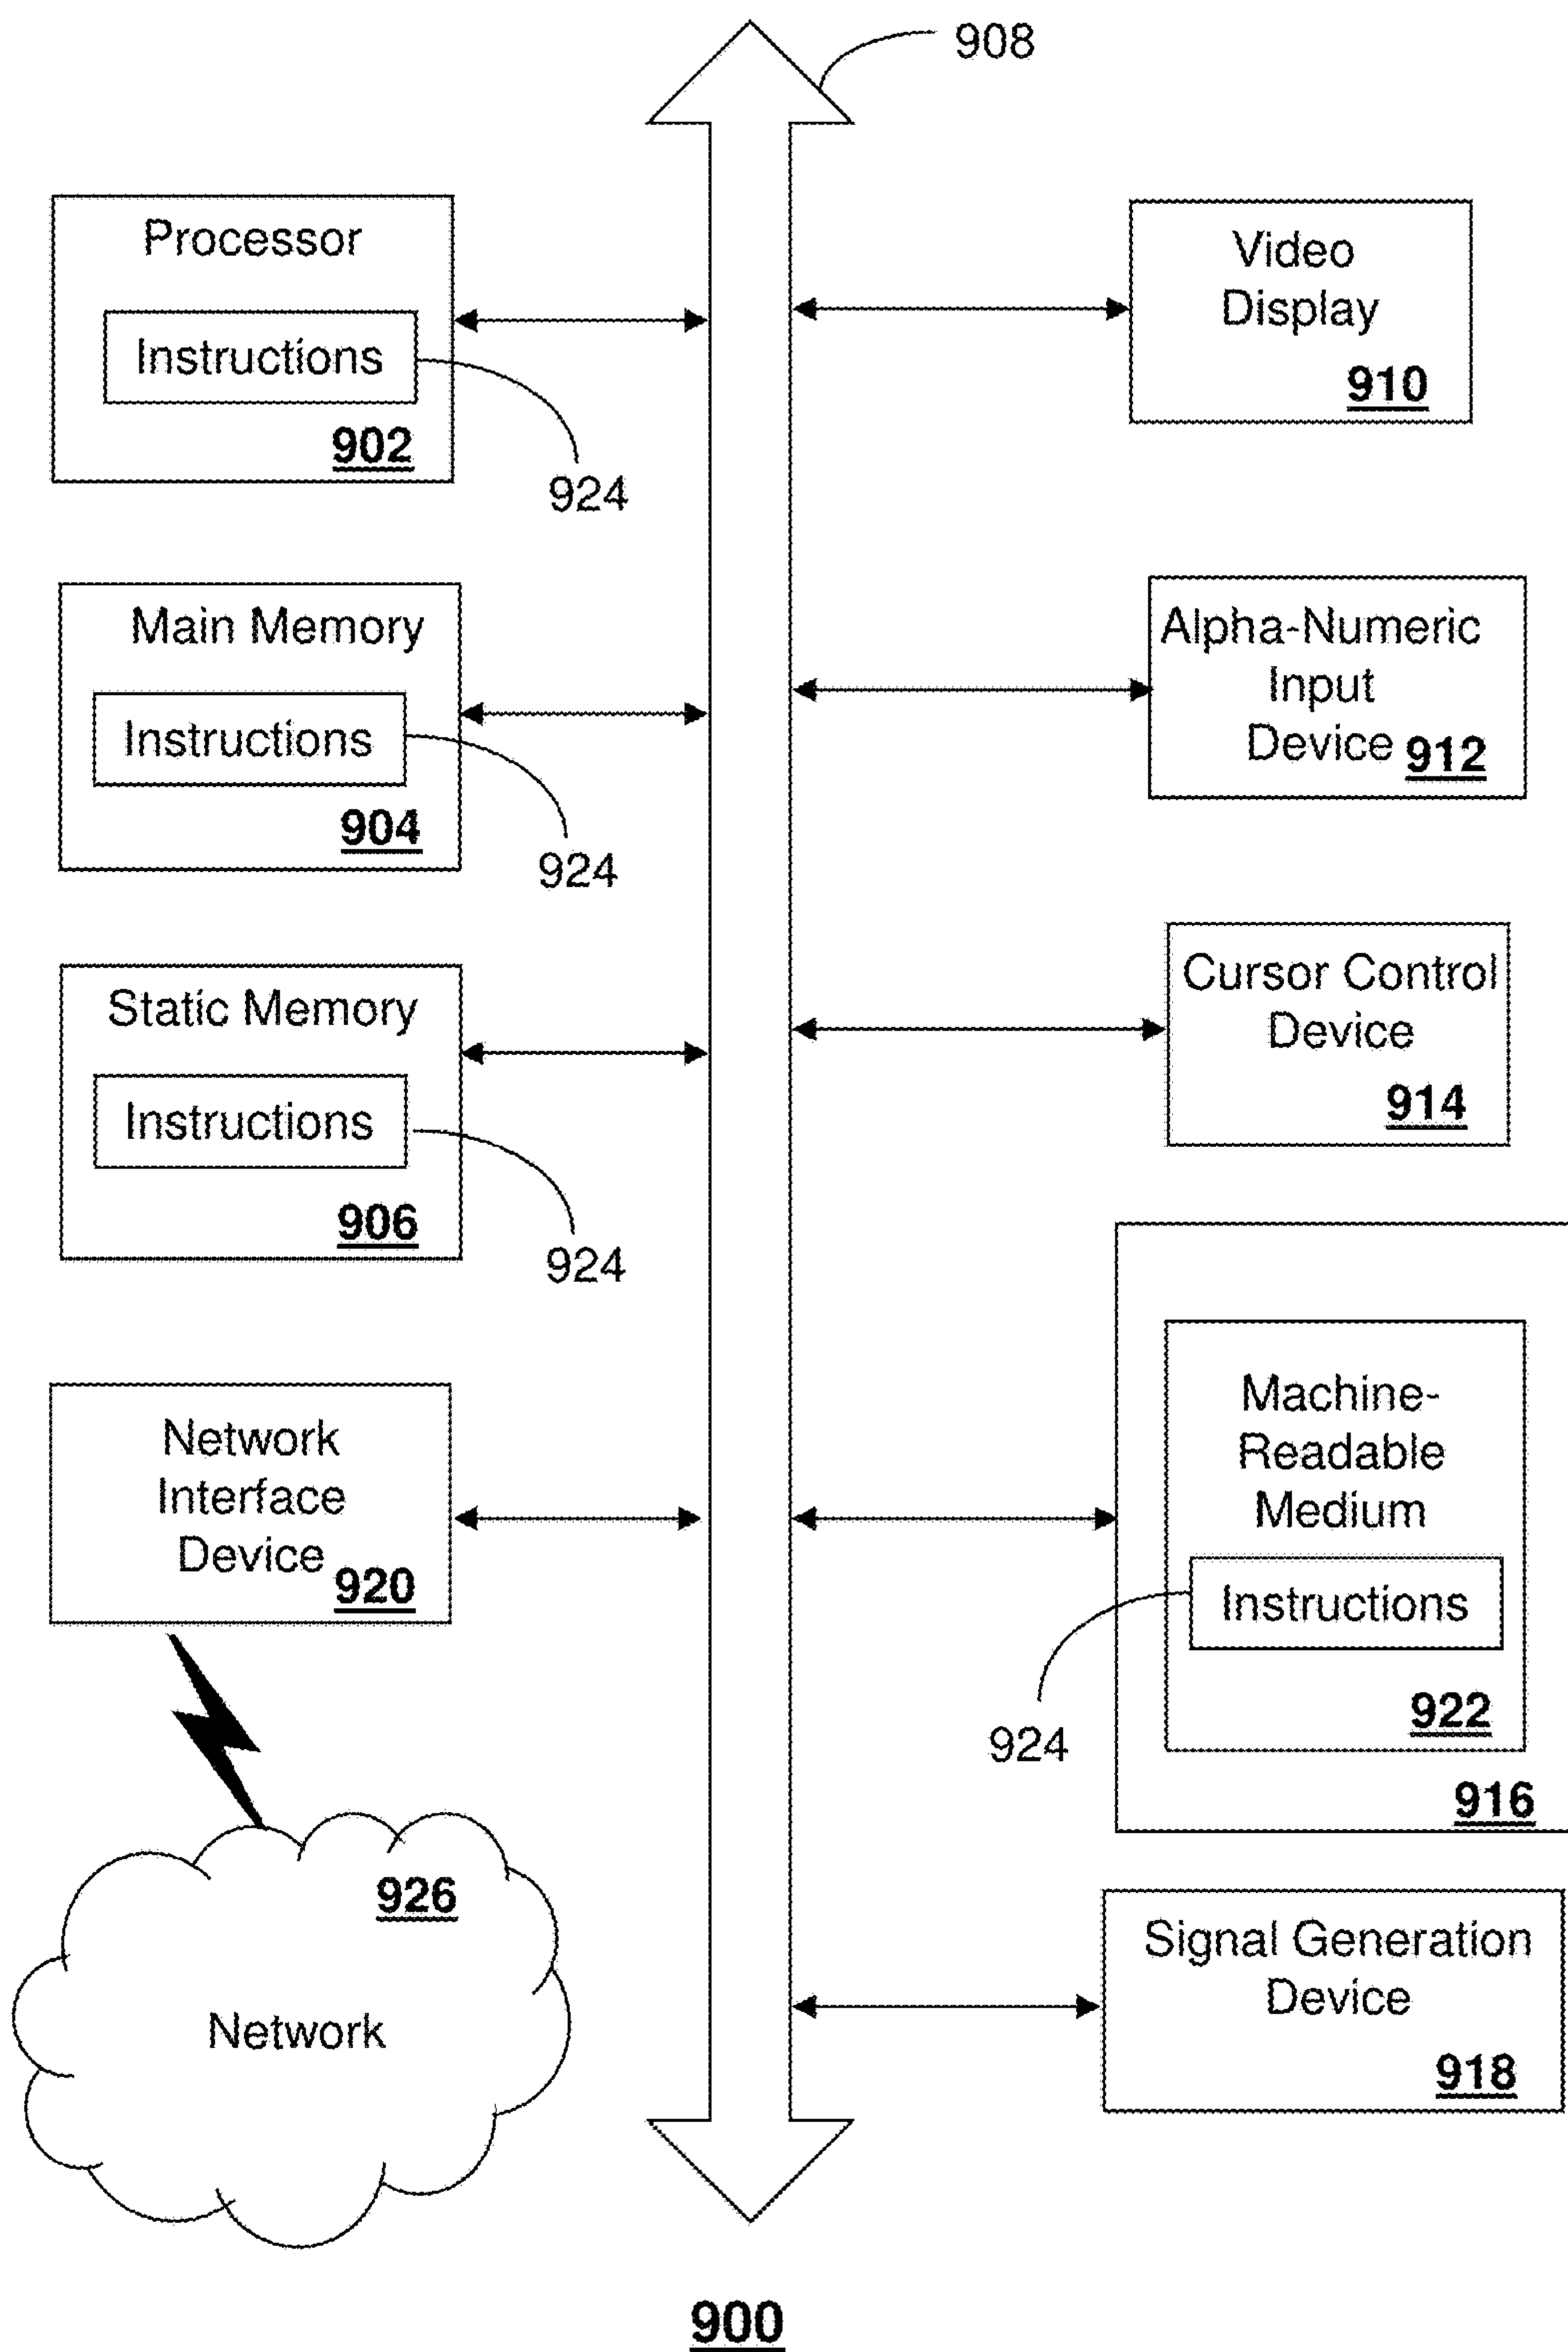 908
Processor
Instructions
902
924
Main Memory
Instructions
904
924
Static Memory
Instructions
906
924
Network
Interface
Device
920
926
Network
Video
Display
910
Alpha-Numeric
Input
Device
912
Cursor Control
Device
914
Machine-
Readable
Medium
Instructions
924
922
916
Signal Generation
Device
918
900